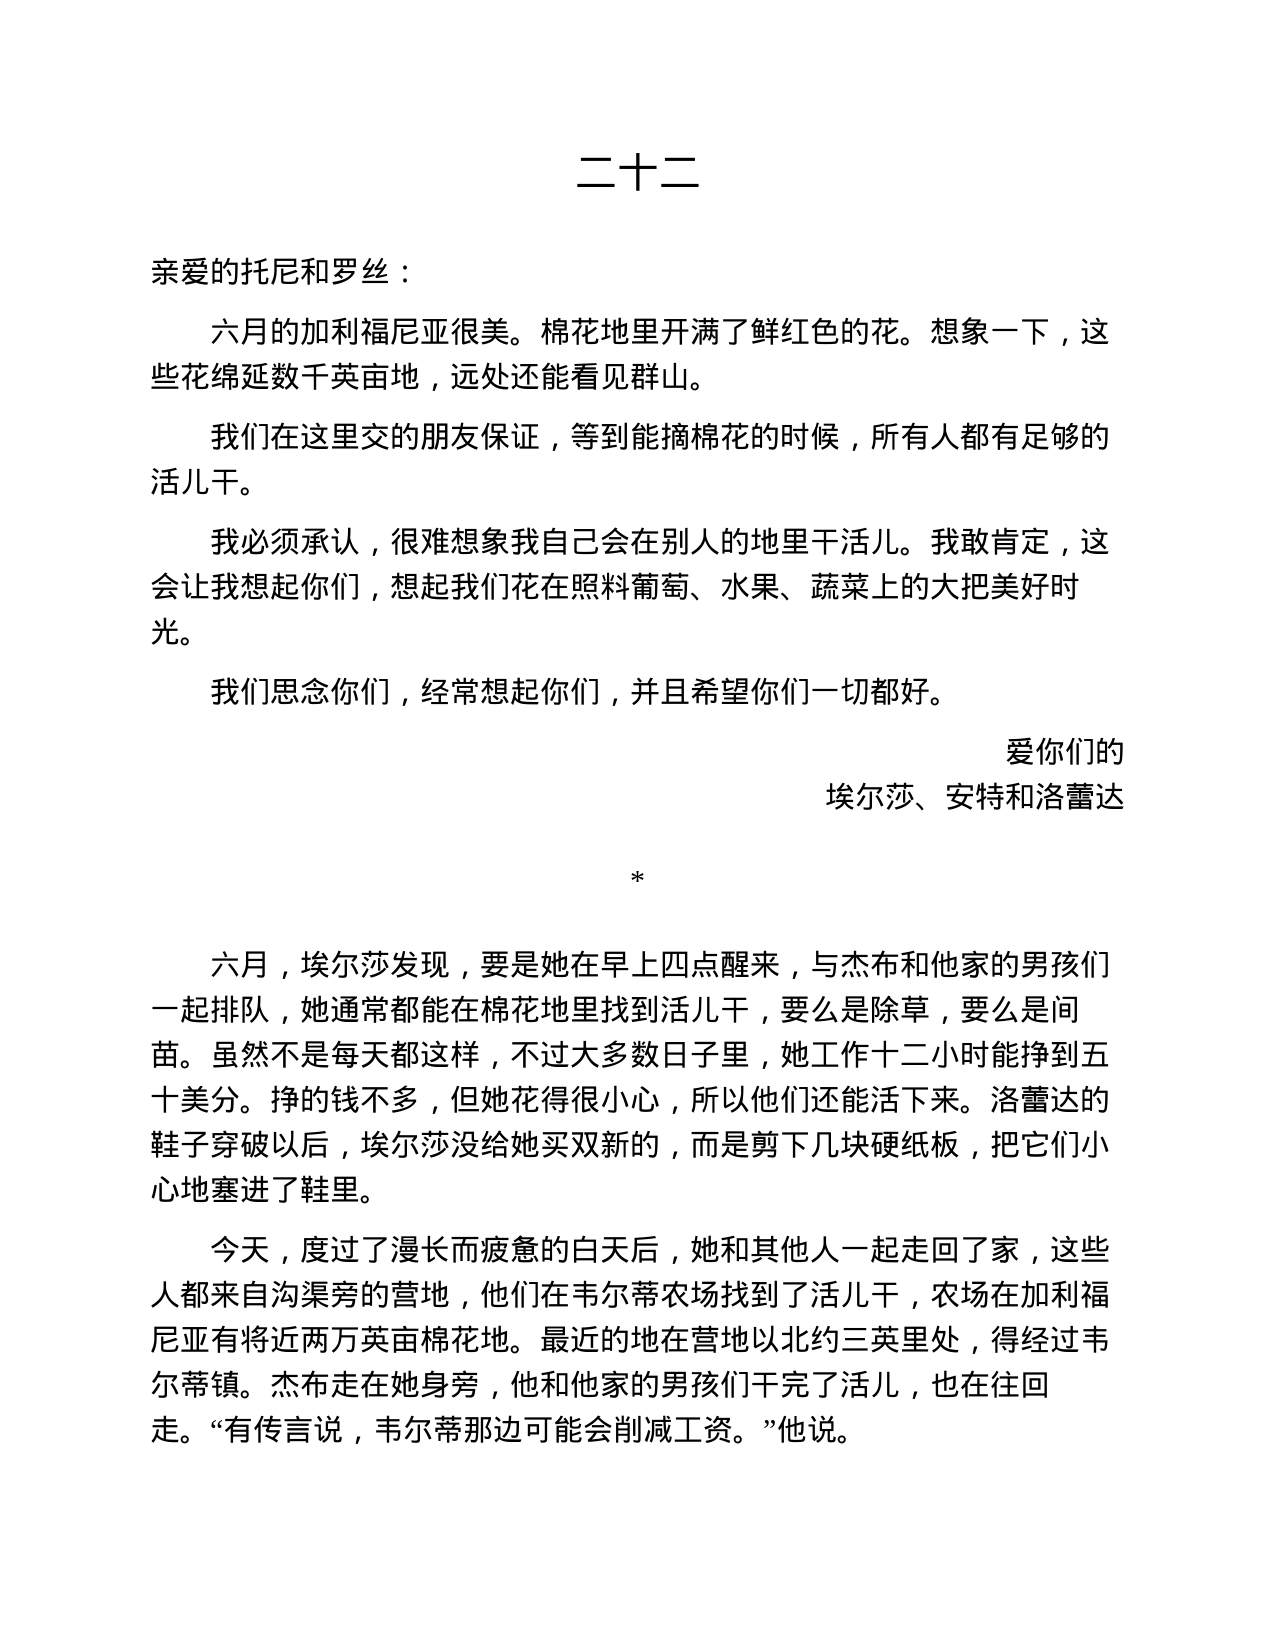 二十二
亲爱的托尼和罗丝：
六月的加利福尼亚很美。棉花地里开满了鲜红色的花。想象一下，这
些花绵延数千英亩地，远处还能看见群山。
我们在这里交的朋友保证，等到能摘棉花的时候，所有人都有足够的
活儿干。
我必须承认，很难想象我自己会在别人的地里干活儿。我敢肯定，这
会让我想起你们，想起我们花在照料葡萄、水果、蔬菜上的大把美好时
光。
我们思念你们，经常想起你们，并且希望你们一切都好。
爱你们的
埃尔莎、安特和洛蕾达
*
六月，埃尔莎发现，要是她在早上四点醒来，与杰布和他家的男孩们
一起排队，她通常都能在棉花地里找到活儿干，要么是除草，要么是间
苗。虽然不是每天都这样，不过大多数日子里，她工作十二小时能挣到五
十美分。挣的钱不多，但她花得很小心，所以他们还能活下来。洛蕾达的
鞋子穿破以后，埃尔莎没给她买双新的，而是剪下几块硬纸板，把它们小
心地塞进了鞋里。
今天，度过了漫长而疲惫的白天后，她和其他人一起走回了家，这些
人都来自沟渠旁的营地，他们在韦尔蒂农场找到了活儿干，农场在加利福
尼亚有将近两万英亩棉花地。最近的地在营地以北约三英里处，得经过韦
尔蒂镇。杰布走在她身旁，他和他家的男孩们干完了活儿，也在往回
走。“有传言说，韦尔蒂那边可能会削减工资。”他说。